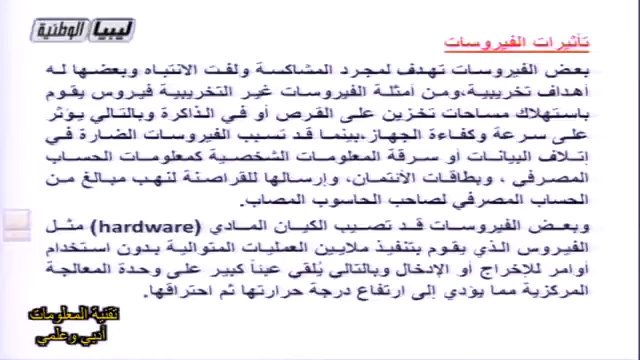 ليبيا الوطنية
تأثيرات الفيروسات
بعض الفيروسات تهدف لمجرد المشاكسة ولفت الانتباه وبعضها له
أهداف تخريبية،ومن أمثلة الفيروسات غير التخريبية فيروس يقوم
باستهلاك مساحات تخزين على القرص أو في الذاكرة وبالتالي يؤثر
على سرعة وكفاءة الجهاز،بينما قد تسبب الفيروسات الضارة في
إتلاف البيانات أو سرقة المعلومات الشخصية كمعلومات الحساب
المصرفي ، وبطاقات الأئتمان، وإرسالها للقراصنة لنهب مبالغ من
الحساب المصرفي لصاحب الحاسوب المصاب.
وبعض الفيروسات قد تصيب الكيان المادي (hardware) مثل
الفيروس الذي يقوم بتنفيذ ملايين العمليات المتوالية بدون استخدام
أوامر للإخراج أو الإدخال وبالتالي يُلقي عبئاً كبير على وحدة المعالجة
المركزية مما يؤدي إلى ارتفاع درجة حرارتها ثم احتراقها.
تقنية المعلومات
أدبي وعلمي